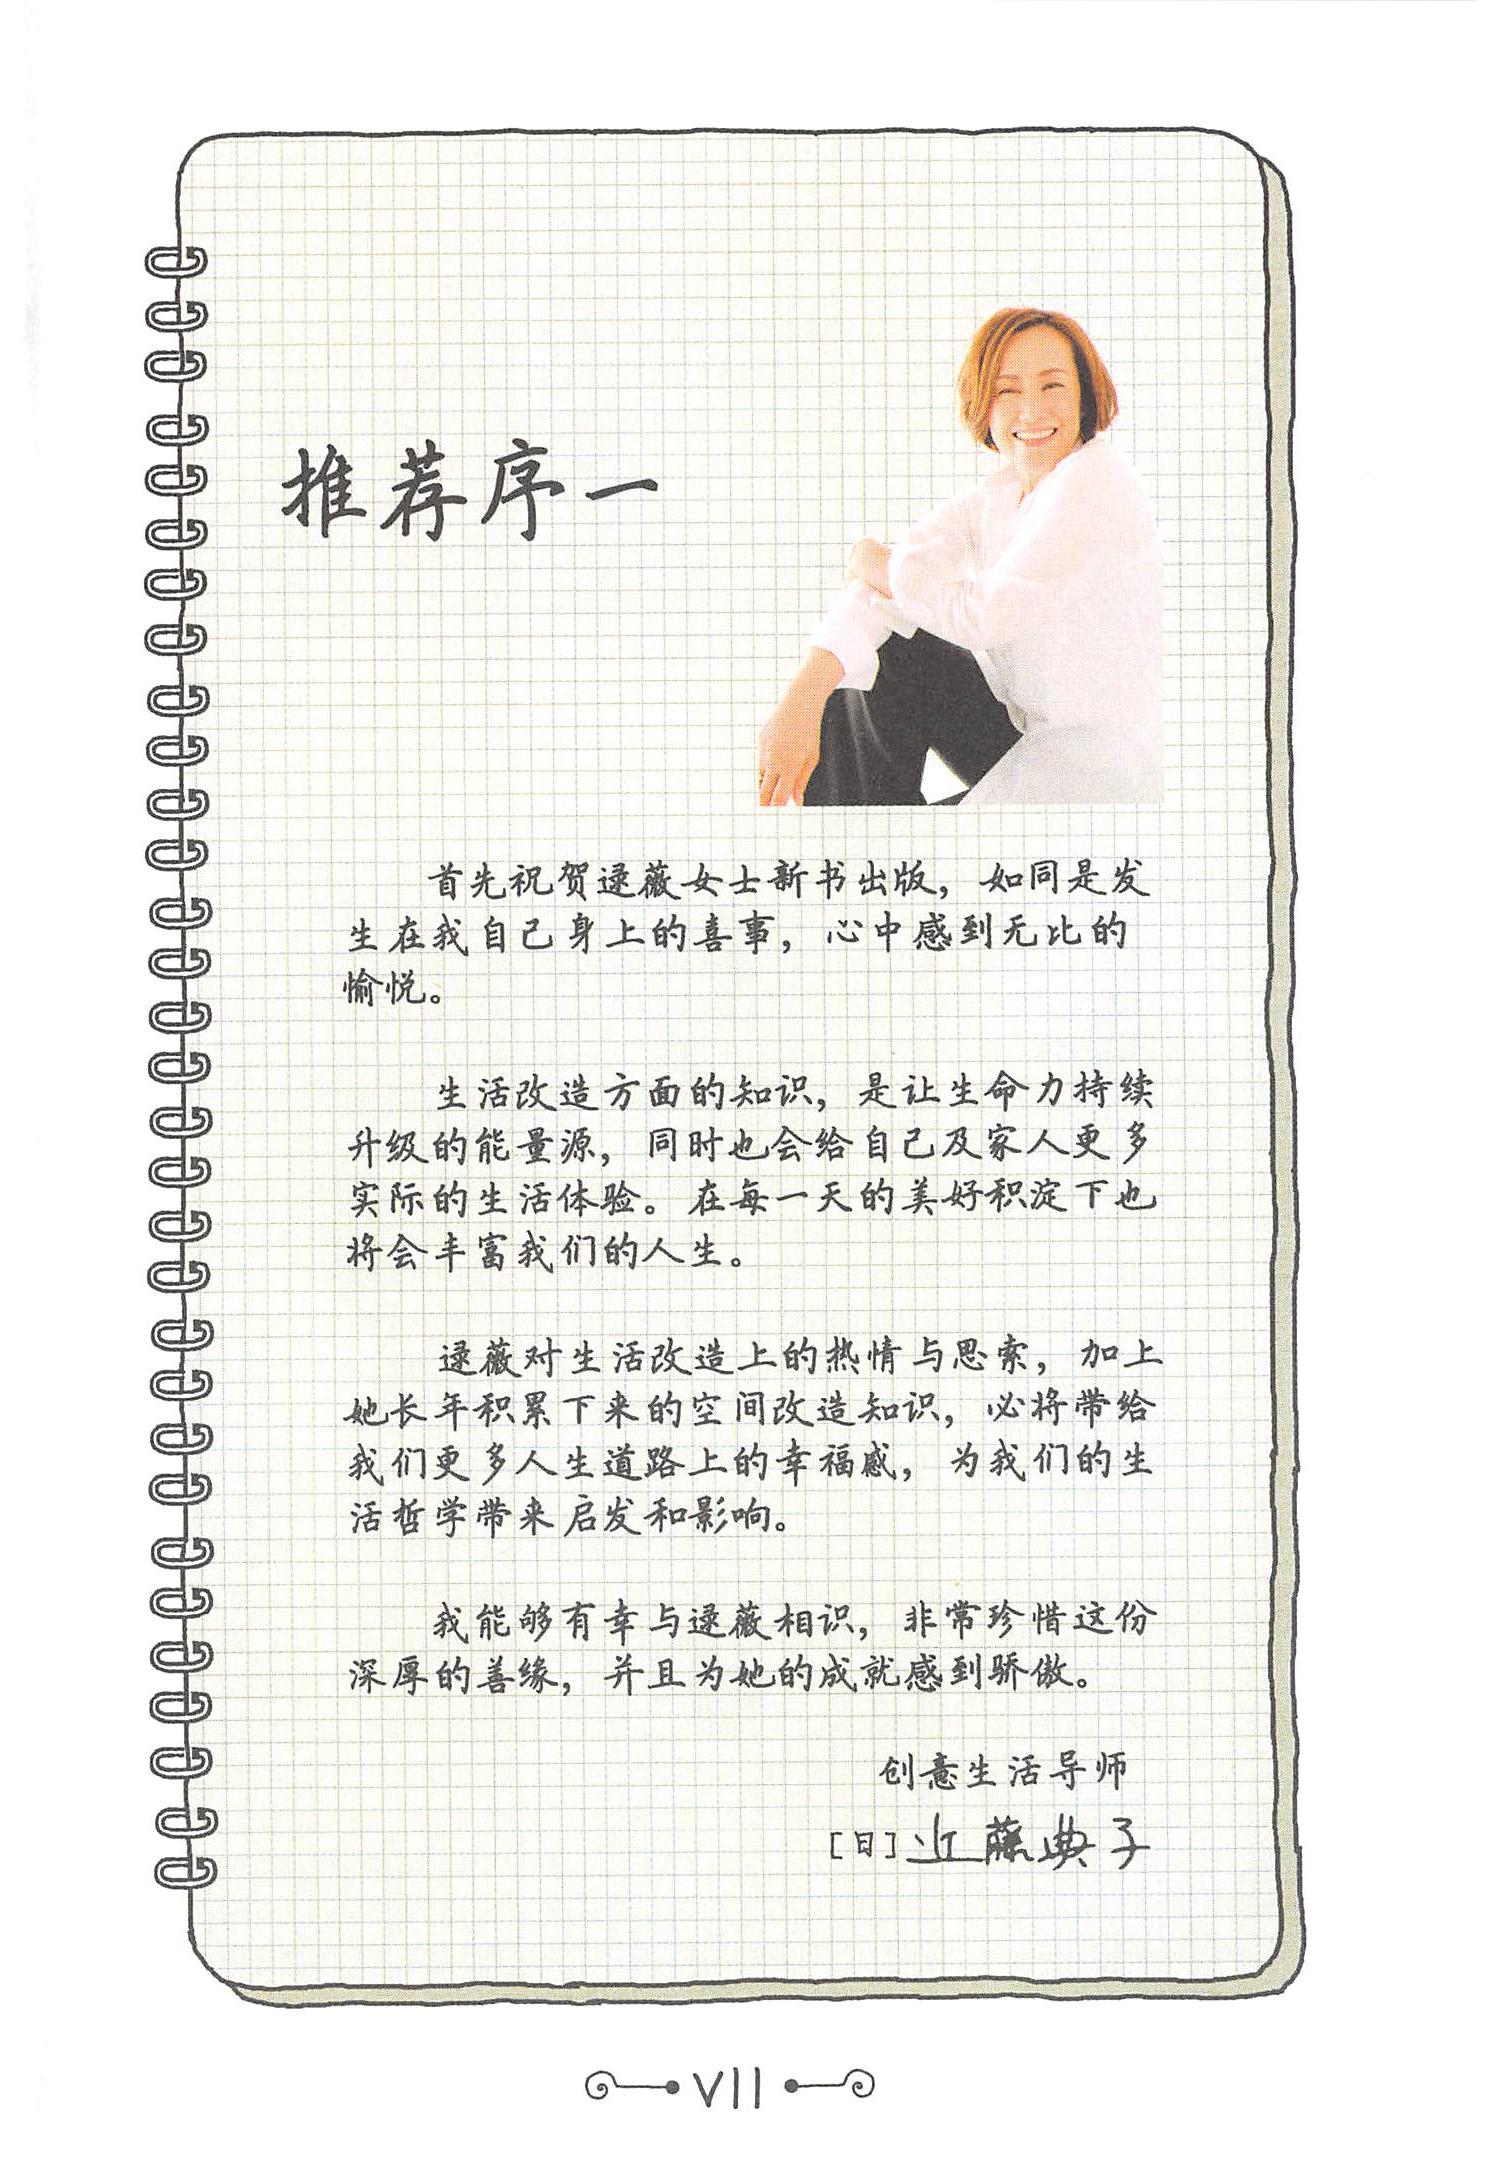 推荐序一
首先祝贺逯薇女士新书出版，如同是发
生在我自己身上的喜事，心中感到无比的
愉悦。
生活改造方面的知识，是让生命力持续
升级的能量源，同时也会给自己及家人更多
实际的生活体验。在每一天的美好积淀下也
将会丰富我们的人生。
逯薇对生活改造上的热情与思索，加上
她长年积累下来的空间改造知识，必将带给
我们更多人生道路上的幸福感，为我们的生
活哲学带来启发和影响。
我能够有幸与逯薇相识，非常珍惜这份
深厚的善缘，并且为她的成就感到骄傲。
创意生活导师
[日]近藤典子
VII